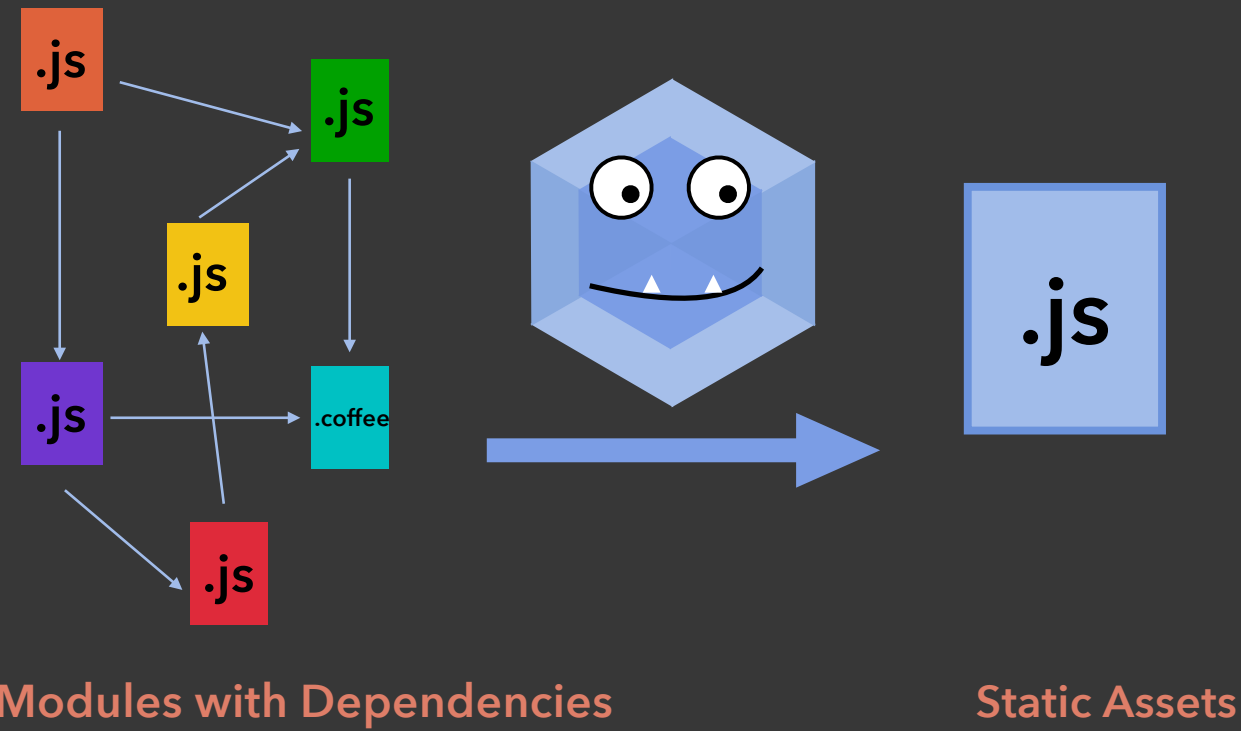 .js
.js
.js
.js
.coffee
.js
.js
Modules with Dependencies
Static Assets